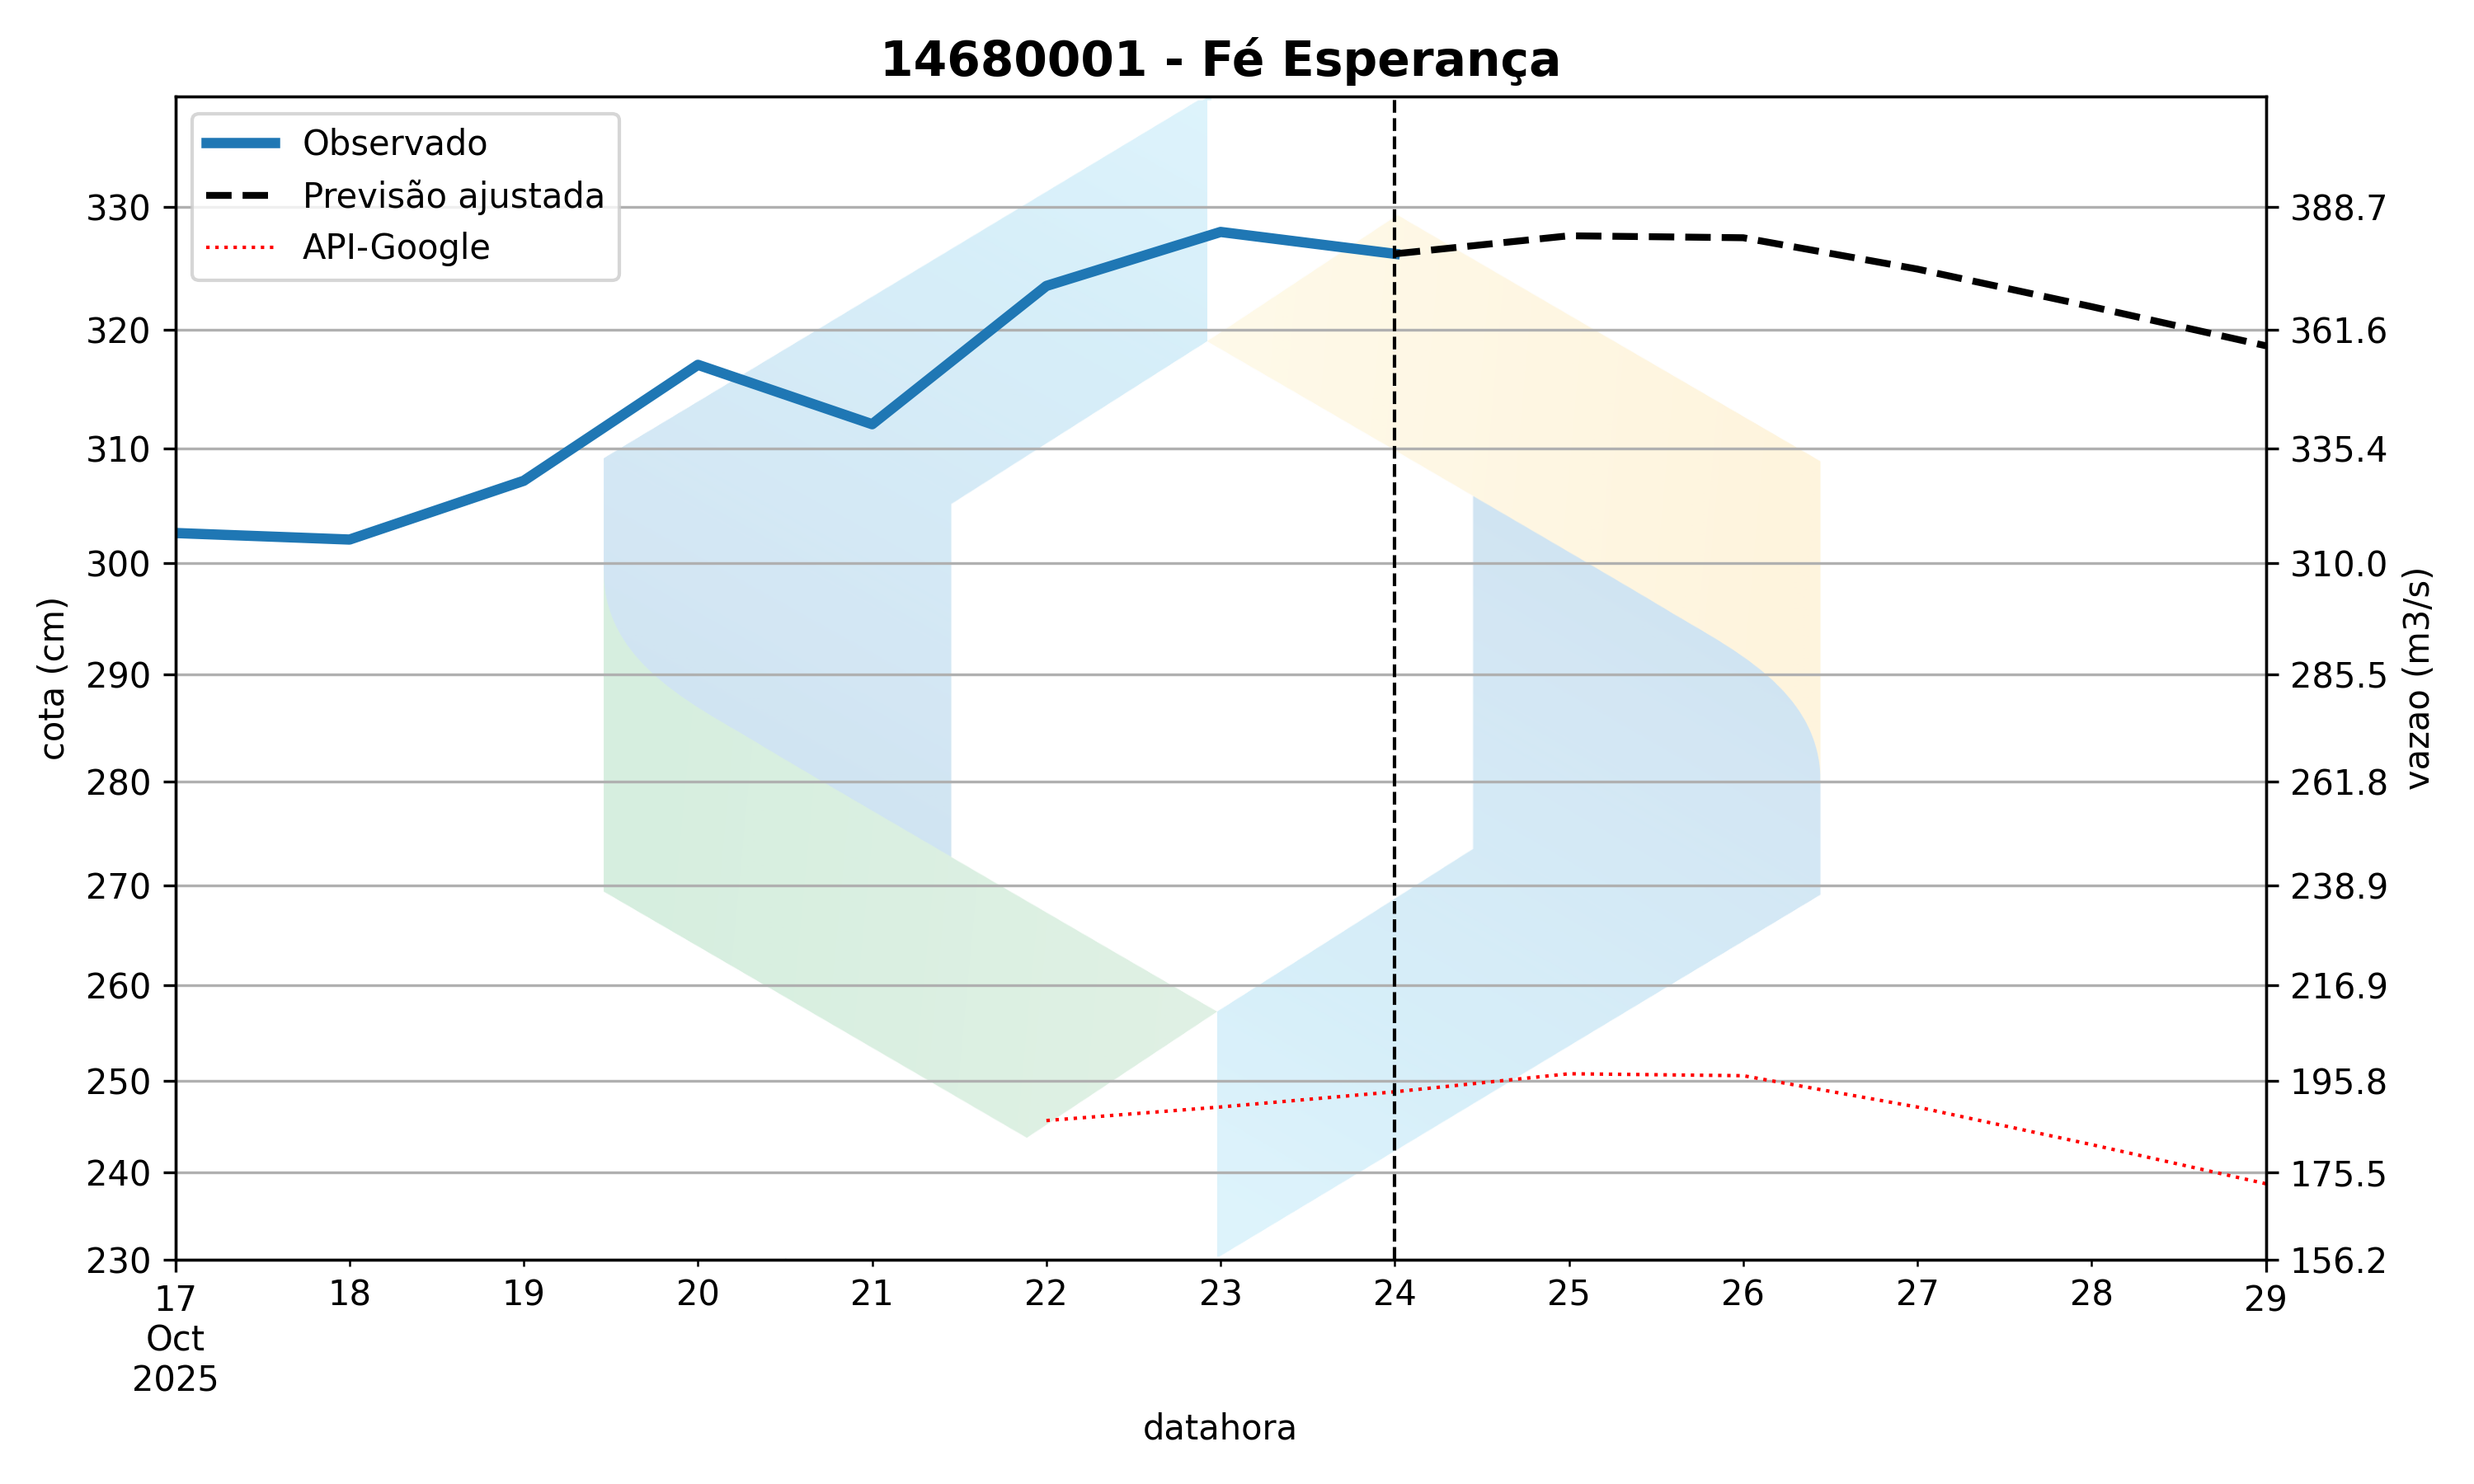 14680001 - Fé Esperança
Observado
Previsão ajustada
API-Google
330
320
310
300
290
280
270
260
250
240
230
cota (cm)
388.7
361.6
335.4
310.0
285.5
261.8
238.9
216.9
195.8
175.5
156.2
vazao (m3/s)
17 18 19 20 21 22 23 24 25 26 27 28 29
Oct
2025
datahora